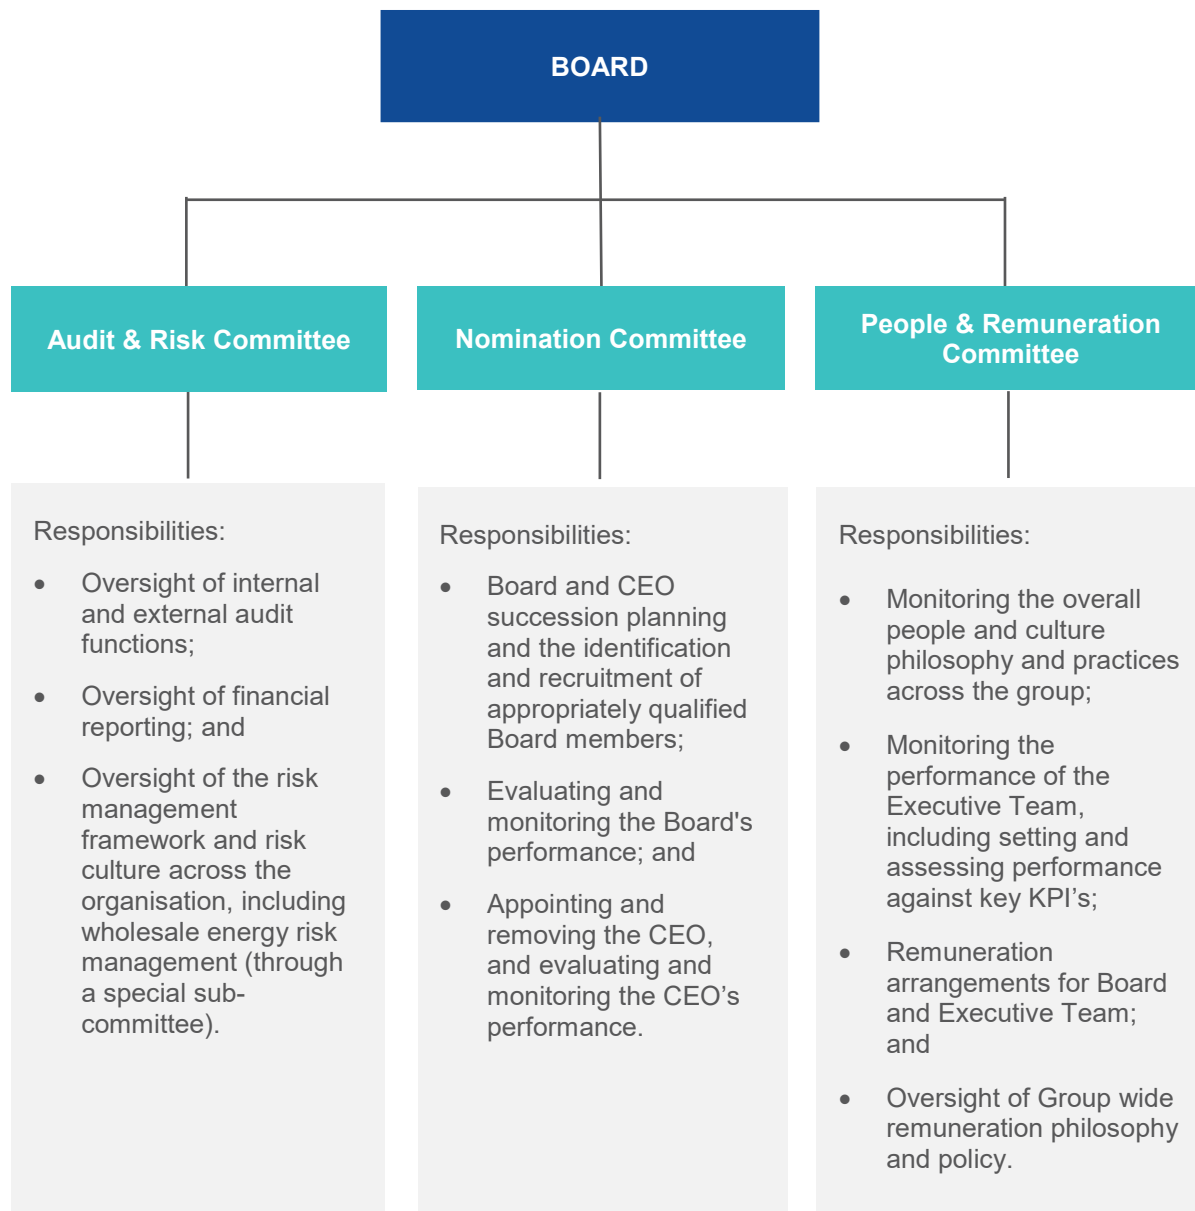 BOARD
Audit & Risk Committee
Nomination Committee
People & Remuneration
Committee
Responsibilities:
• Oversight of internal
and external audit
functions;
• Oversight of financial
reporting; and
• Oversight of the risk
management
framework and risk
culture across the
organisation, including
wholesale energy risk
management (through
a special sub-
committee).
Responsibilities:
• Board and CEO
succession planning
and the identification
and recruitment of
appropriately qualified
Board members;
• Evaluating and
monitoring the Board's
performance; and
• Appointing and
removing the CEO,
and evaluating and
monitoring the CEO’s
performance.
Responsibilities:
• Monitoring the overall
people and culture
philosophy and practices
across the group;
• Monitoring the
performance of the
Executive Team,
including setting and
assessing performance
against key KPI’s;
• Remuneration
arrangements for Board
and Executive Team;
and
• Oversight of Group wide
remuneration philosophy
and policy.